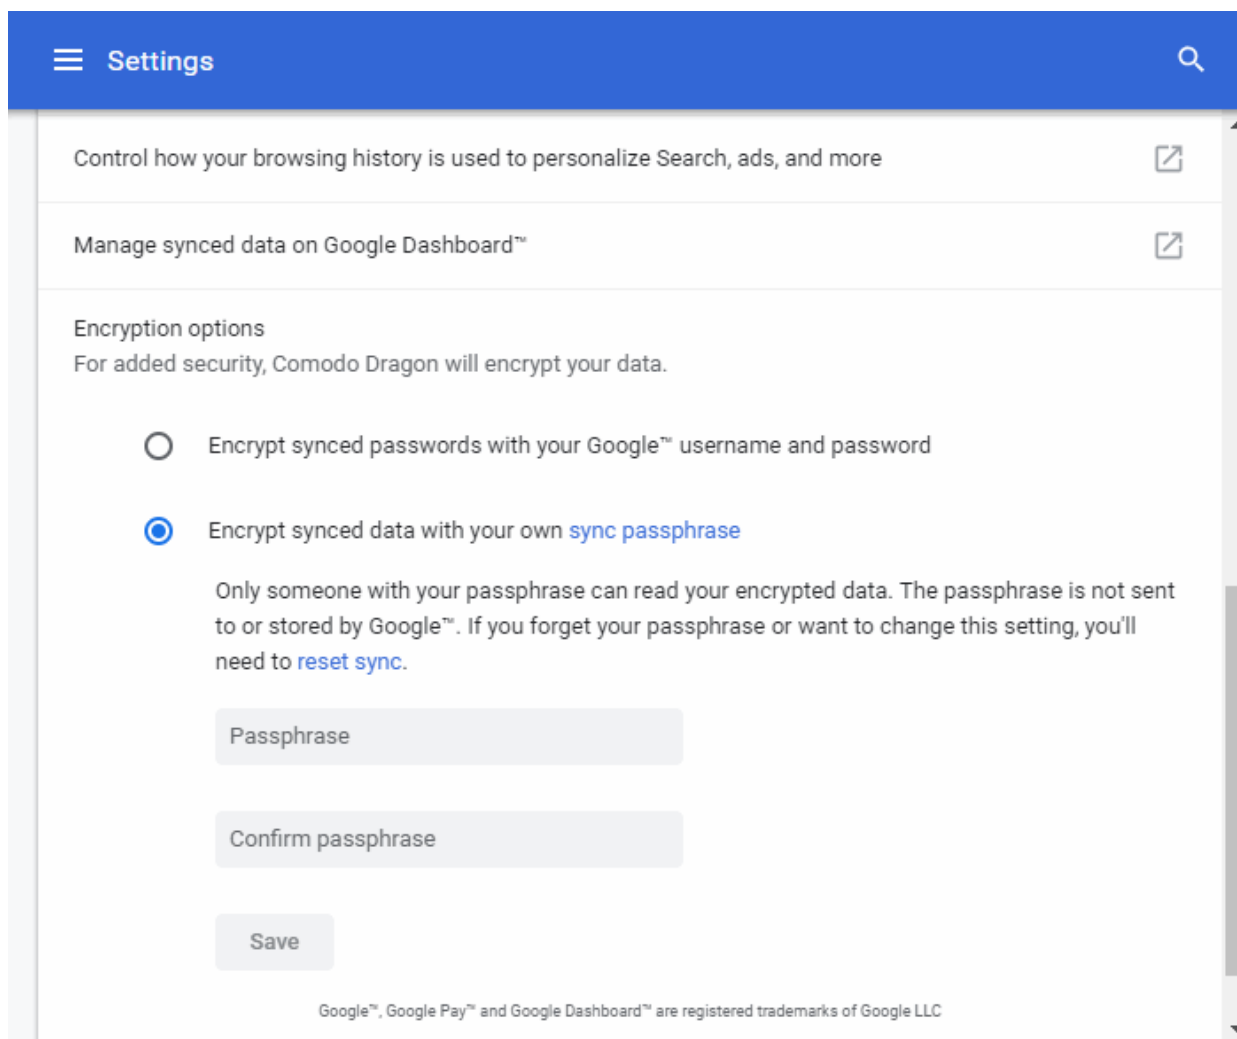 Settings
Control how your browsing history is used to personalize Search, ads, and more
Manage synced data on Google Dashboard™
Encryption options
For added security, Comodo Dragon will encrypt your data.
Encrypt synced passwords with your Google™ username and password
Encrypt synced data with your own sync passphrase
Only someone with your passphrase can read your encrypted data. The passphrase is not sent
to or stored by Google™. If you forget your passphrase or want to change this setting, you'll
need to reset sync.
Passphrase
Confirm passphrase
Save
Google™, Google Pay™ and Google Dashboard™ are registered trademarks of Google LLC